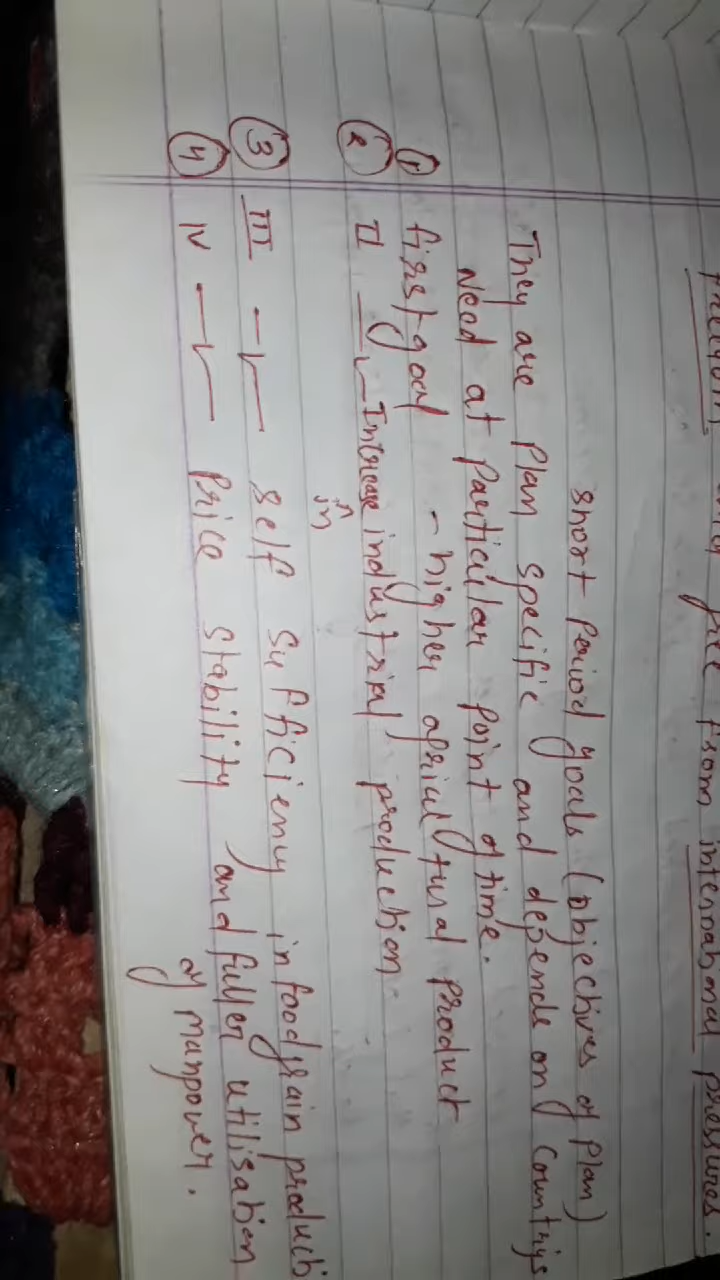 free from international pressures.
short period goals (objectives of plan)
They are plan specific and depends on countrys
need at particular point of time.
① first goal - higher agricultural product
② II —〃— Increase in industrial production.
③ III —〃— self sufficiency in foodgrain producti
④ IV —〃— Price stability and fuller utilisation
of manpower.